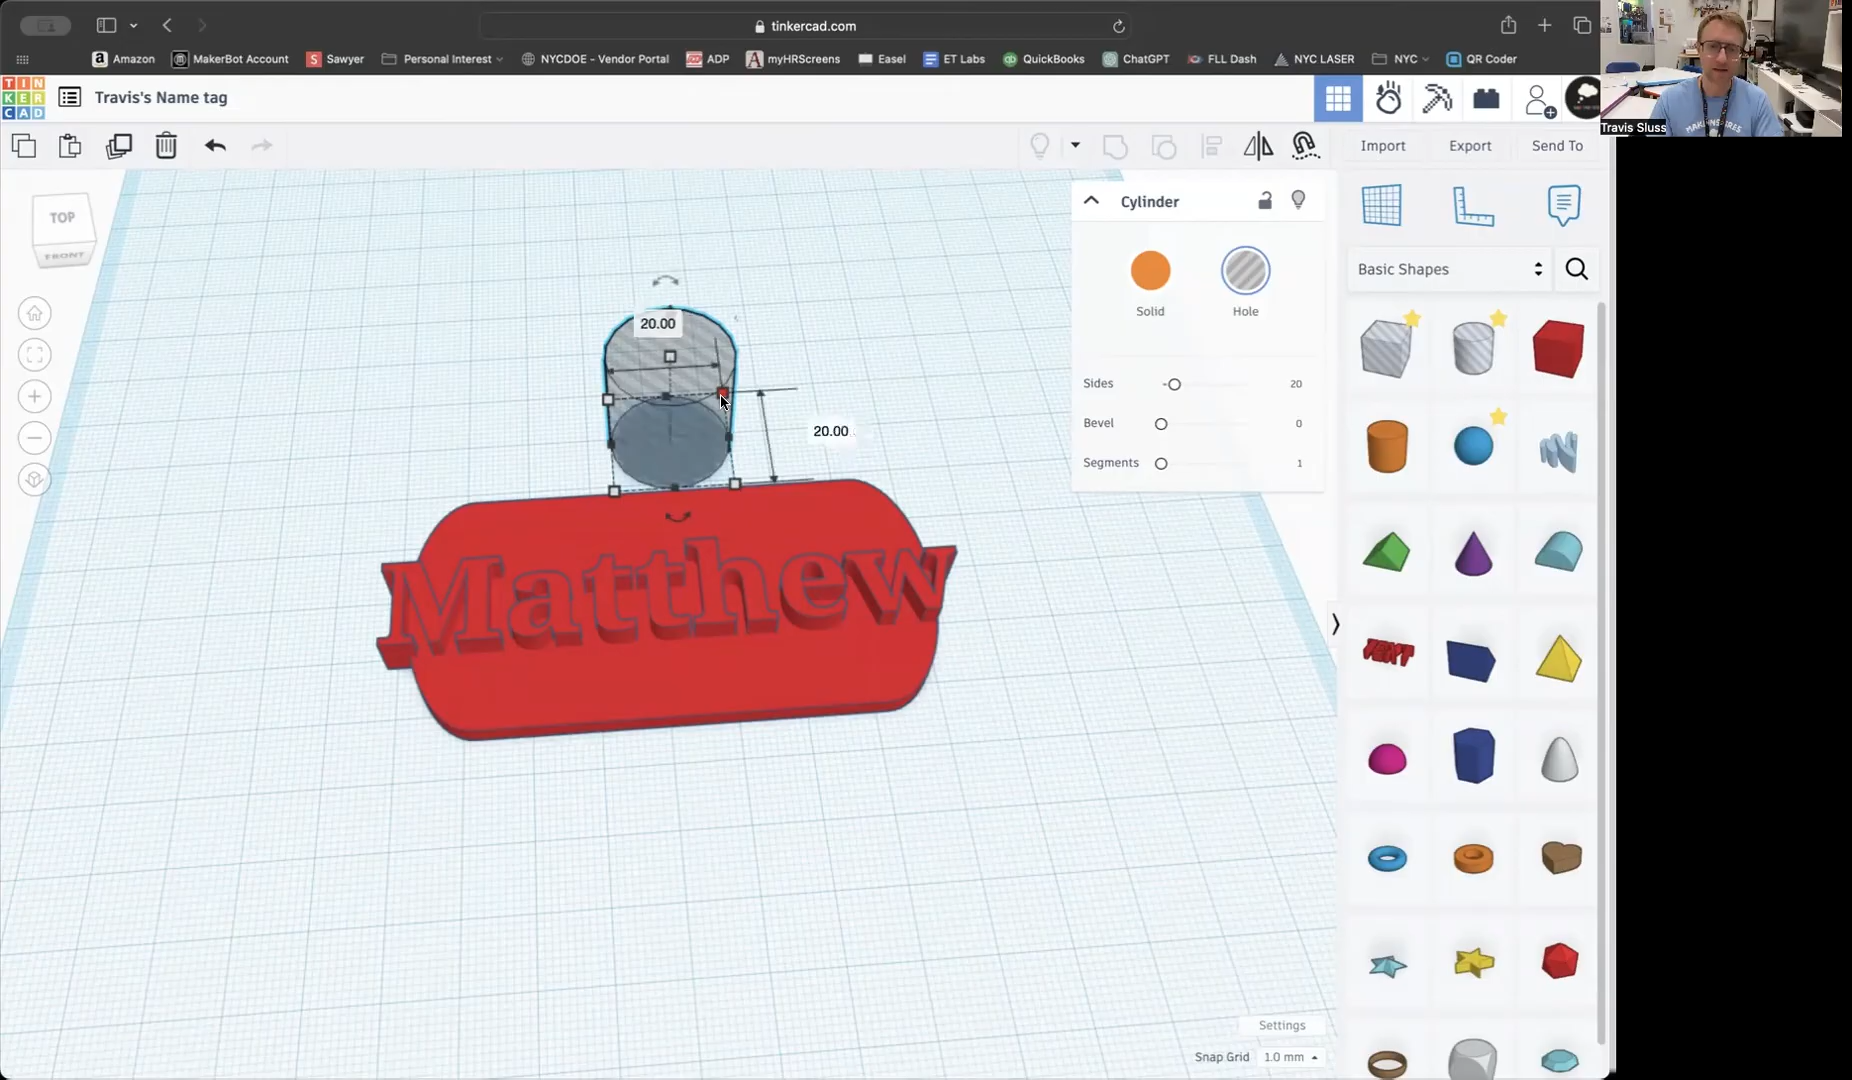 tinkercad.com
Amazon MakerBot Account Sawyer Personal Interest NYCDOE - Vendor Portal ADP myHRScreens Easel ET Labs QuickBooks ChatGPT FLL Dash NYC LASER NYC QR Coder
TIN
KER
CAD
Travis's Name tag
Travis Sluss
Import Export Send To
TOP
FRONT
Cylinder
Solid Hole
Basic Shapes
20.00
Sides 20
20.00
Bevel 0
Segments 1
Matthew
TEXT
Settings
Snap Grid 1.0 mm